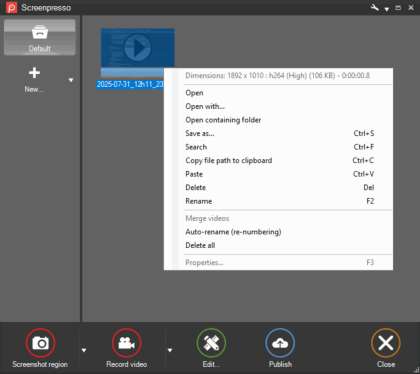 Screenpresso
Default
New...
2025-07-31_12h11_23
Dimensions: 1892 x 1010 : h264 (High) (106 KB) - 0:00:00.8
Open
Open with...
Open containing folder
Save as... Ctrl+S
Search Ctrl+F
Copy file path to clipboard Ctrl+C
Paste Ctrl+V
Delete Del
Rename F2
Merge videos
Auto-rename (re-numbering)
Delete all
Properties... F3
Screenshot region
Record video
Edit...
Publish
Close